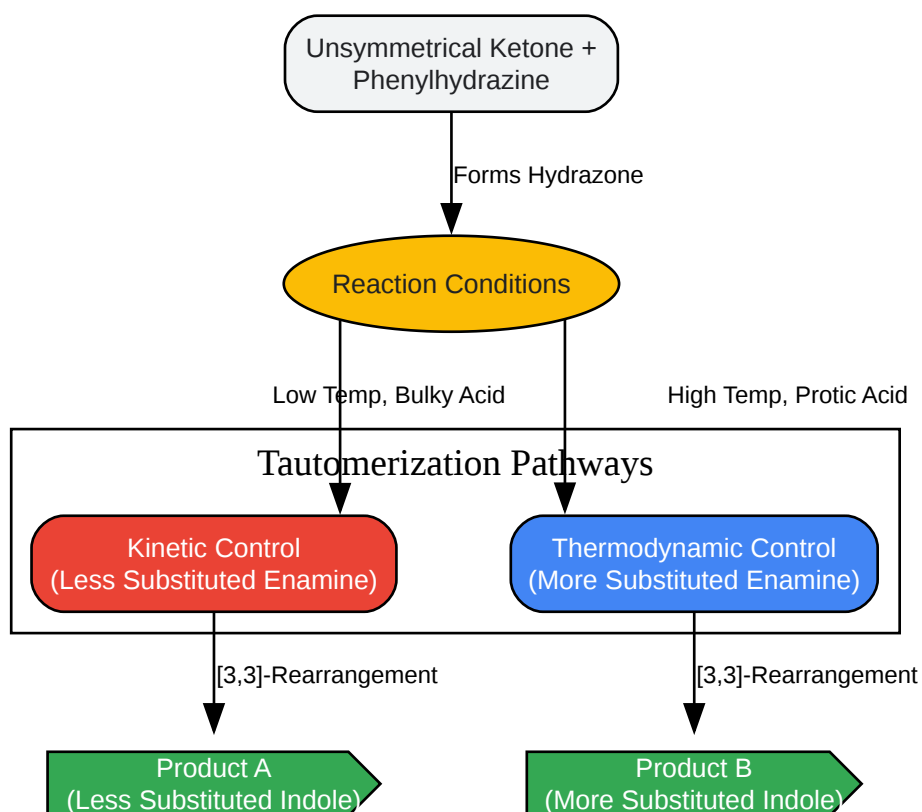 Unsymmetrical Ketone +
Phenylhydrazine
Forms Hydrazone
Reaction Conditions
Low Temp, Bulky Acid
High Temp, Protic Acid
Tautomerization Pathways
Kinetic Control
(Less Substituted Enamine)
Thermodynamic Control
(More Substituted Enamine)
[3,3]-Rearrangement
[3,3]-Rearrangement
Product A
(Less Substituted Indole)
Product B
(More Substituted Indole)